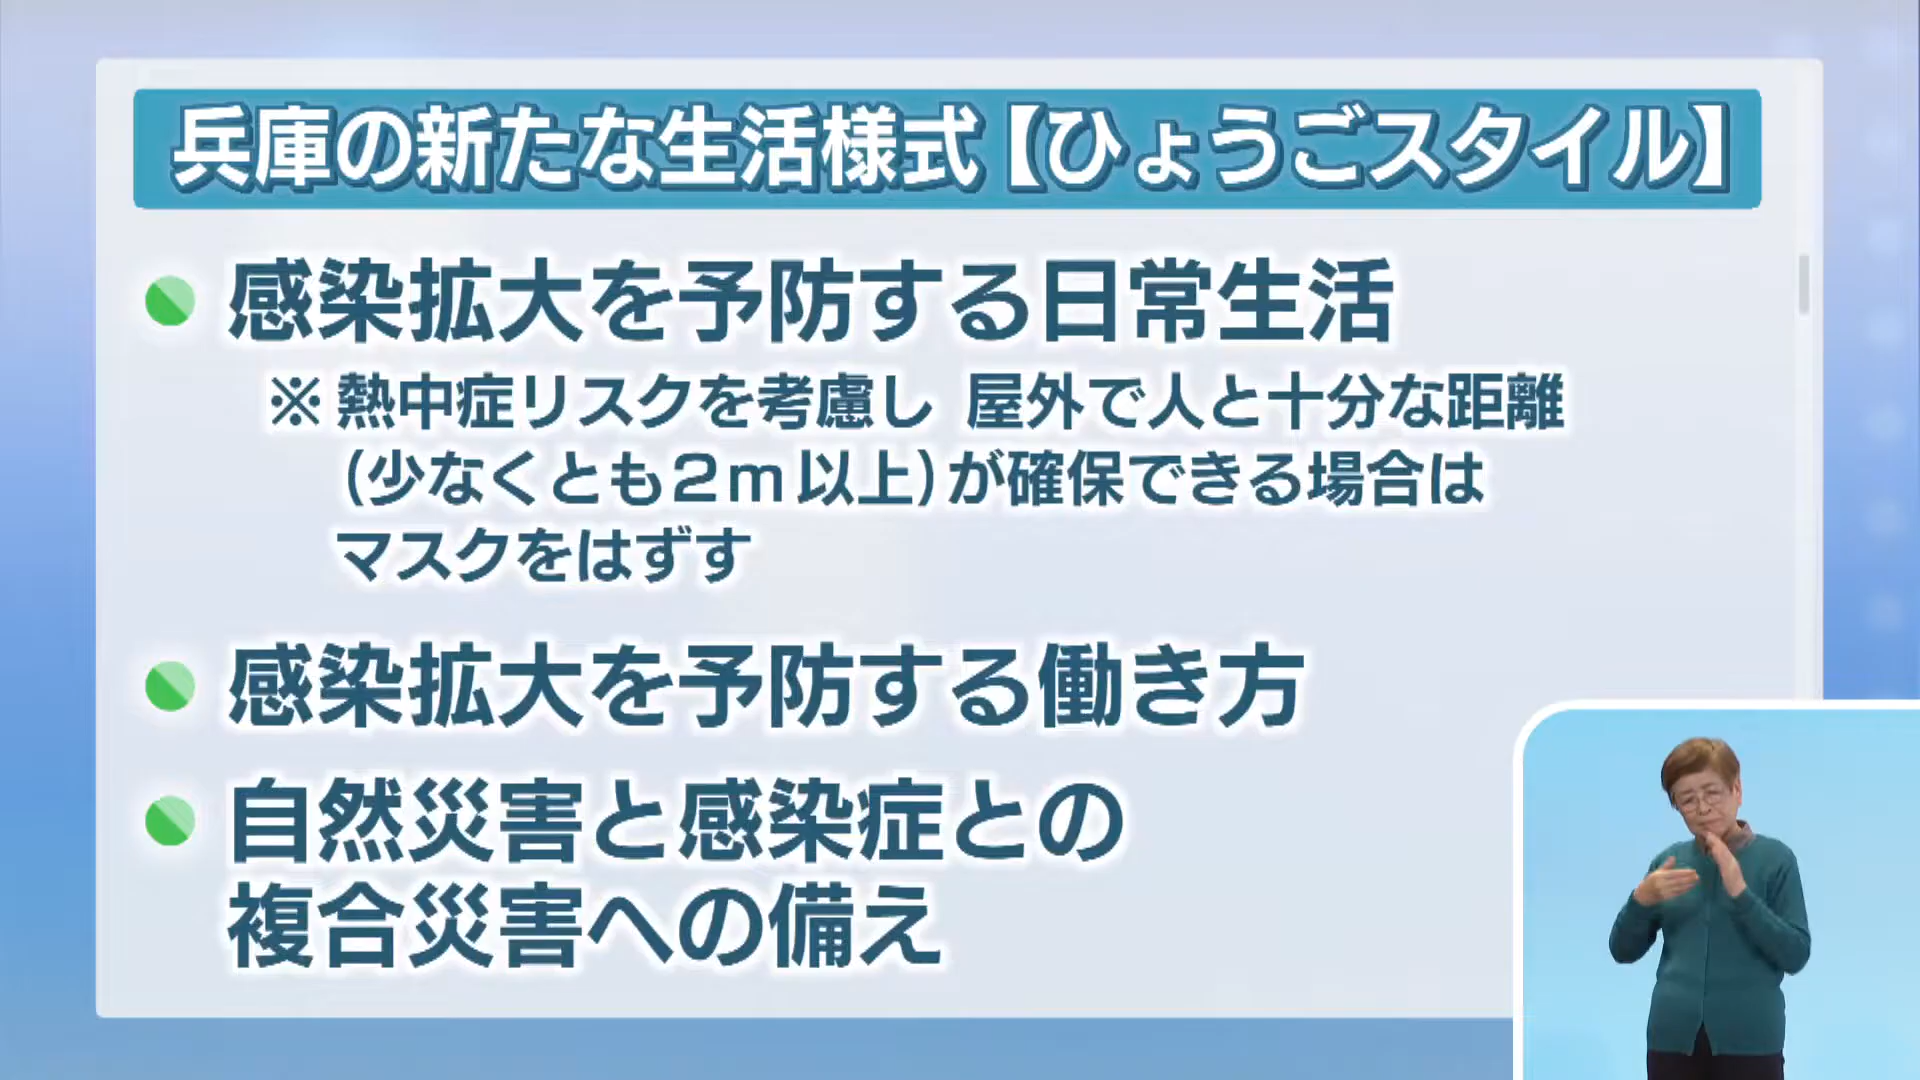 兵庫の新たな生活様式【ひょうごスタイル】
感染拡大を予防する日常生活
※熱中症リスクを考慮し 屋外で人と十分な距離
(少なくとも２ｍ以上)が確保できる場合は
マスクをはずす
感染拡大を予防する働き方
自然災害と感染症との
複合災害への備え